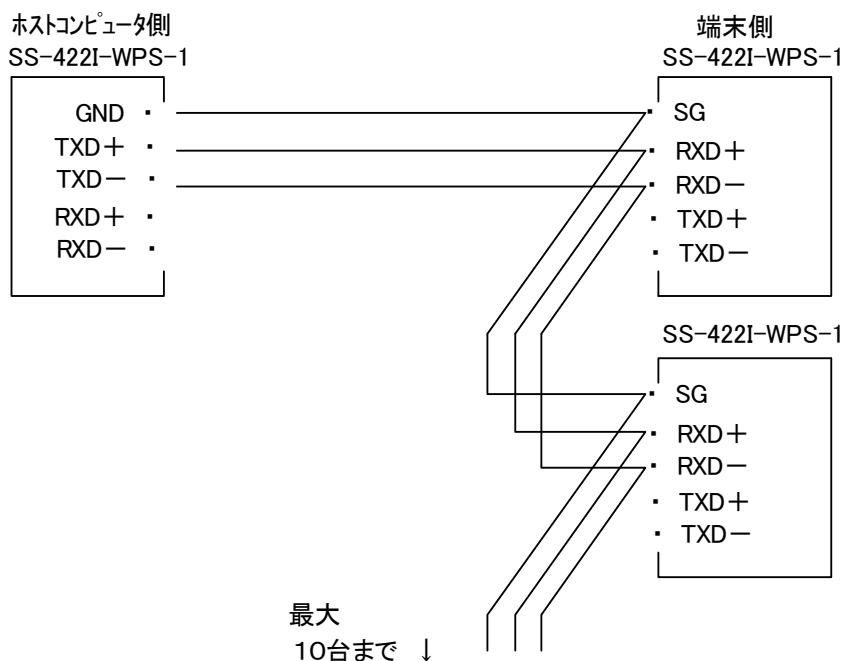 ホストコンピュータ側
SS-422I-WPS-1
GND
TXD＋
TXD－
RXD＋
RXD－
端末側
SS-422I-WPS-1
SG
RXD＋
RXD－
TXD＋
TXD－
SS-422I-WPS-1
SG
RXD＋
RXD－
TXD＋
TXD－
最大
10台まで ↓